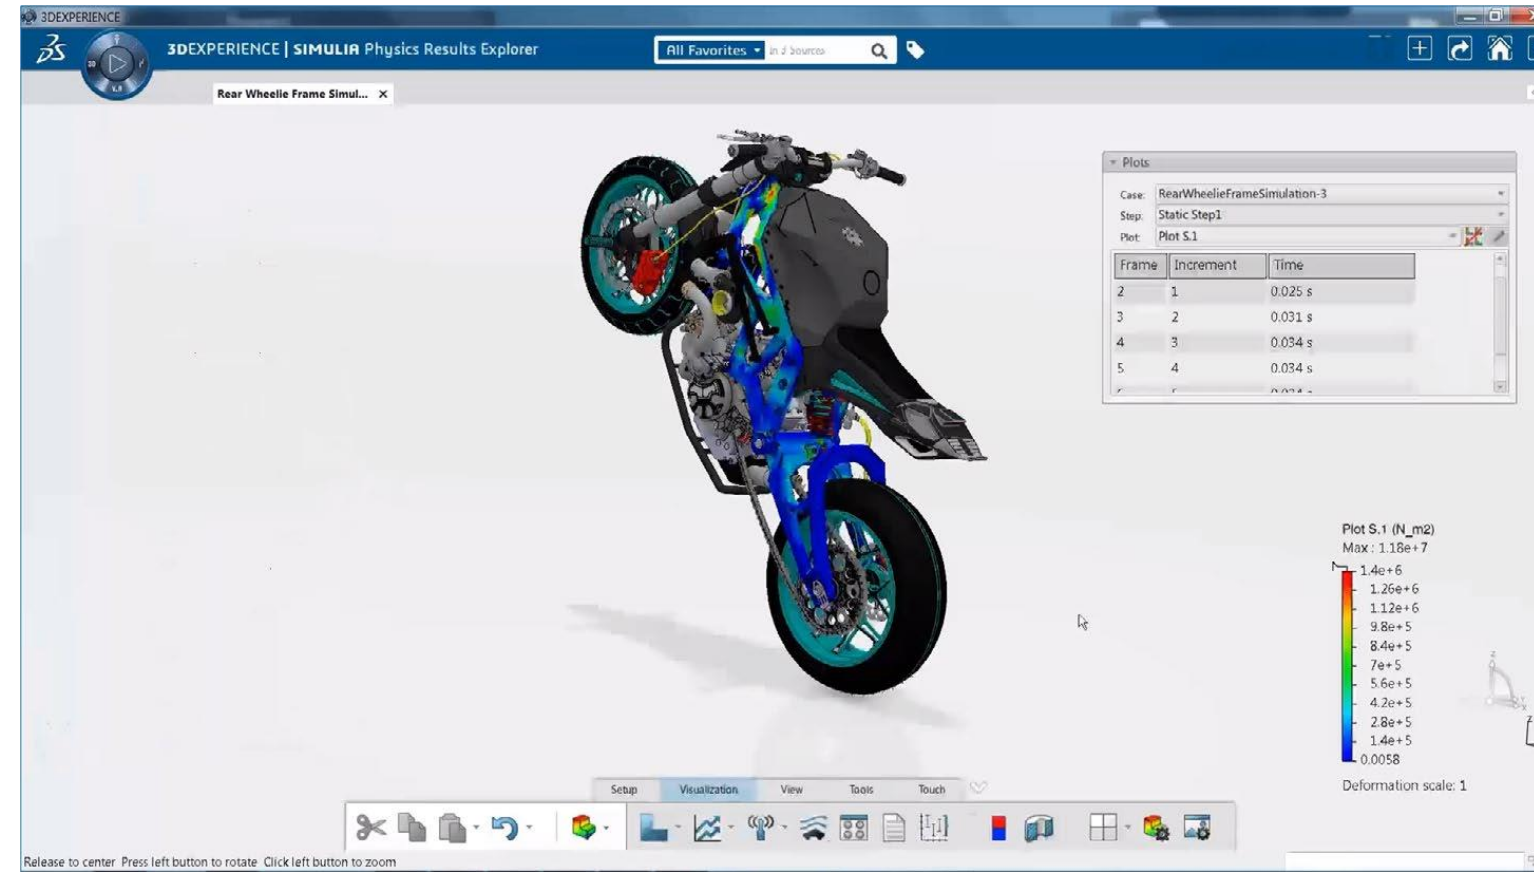 3DEXPERIENCE
3DEXPERIENCE | SIMULIA Physics Results Explorer
All Favorites
3D
V.R
Rear Wheelie Frame Simul... X
Plots
Case: RearWheelieFrameSimulation-3
Step: Static Step1
Plot: Plot S.1
Frame Increment Time
2 1 0.025 s
3 2 0.031 s
4 3 0.034 s
5 4 0.034 s
Plot S.1 (N_m2)
Max : 1.18e+7
1.4e+6
1.26e+6
1.12e+6
9.8e+5
8.4e+5
7e+5
5.6e+5
4.2e+5
2.8e+5
1.4e+5
0.0058
Deformation scale: 1
Setup Visualization View Tools Touch
Release to center Press left button to rotate Click left button to zoom